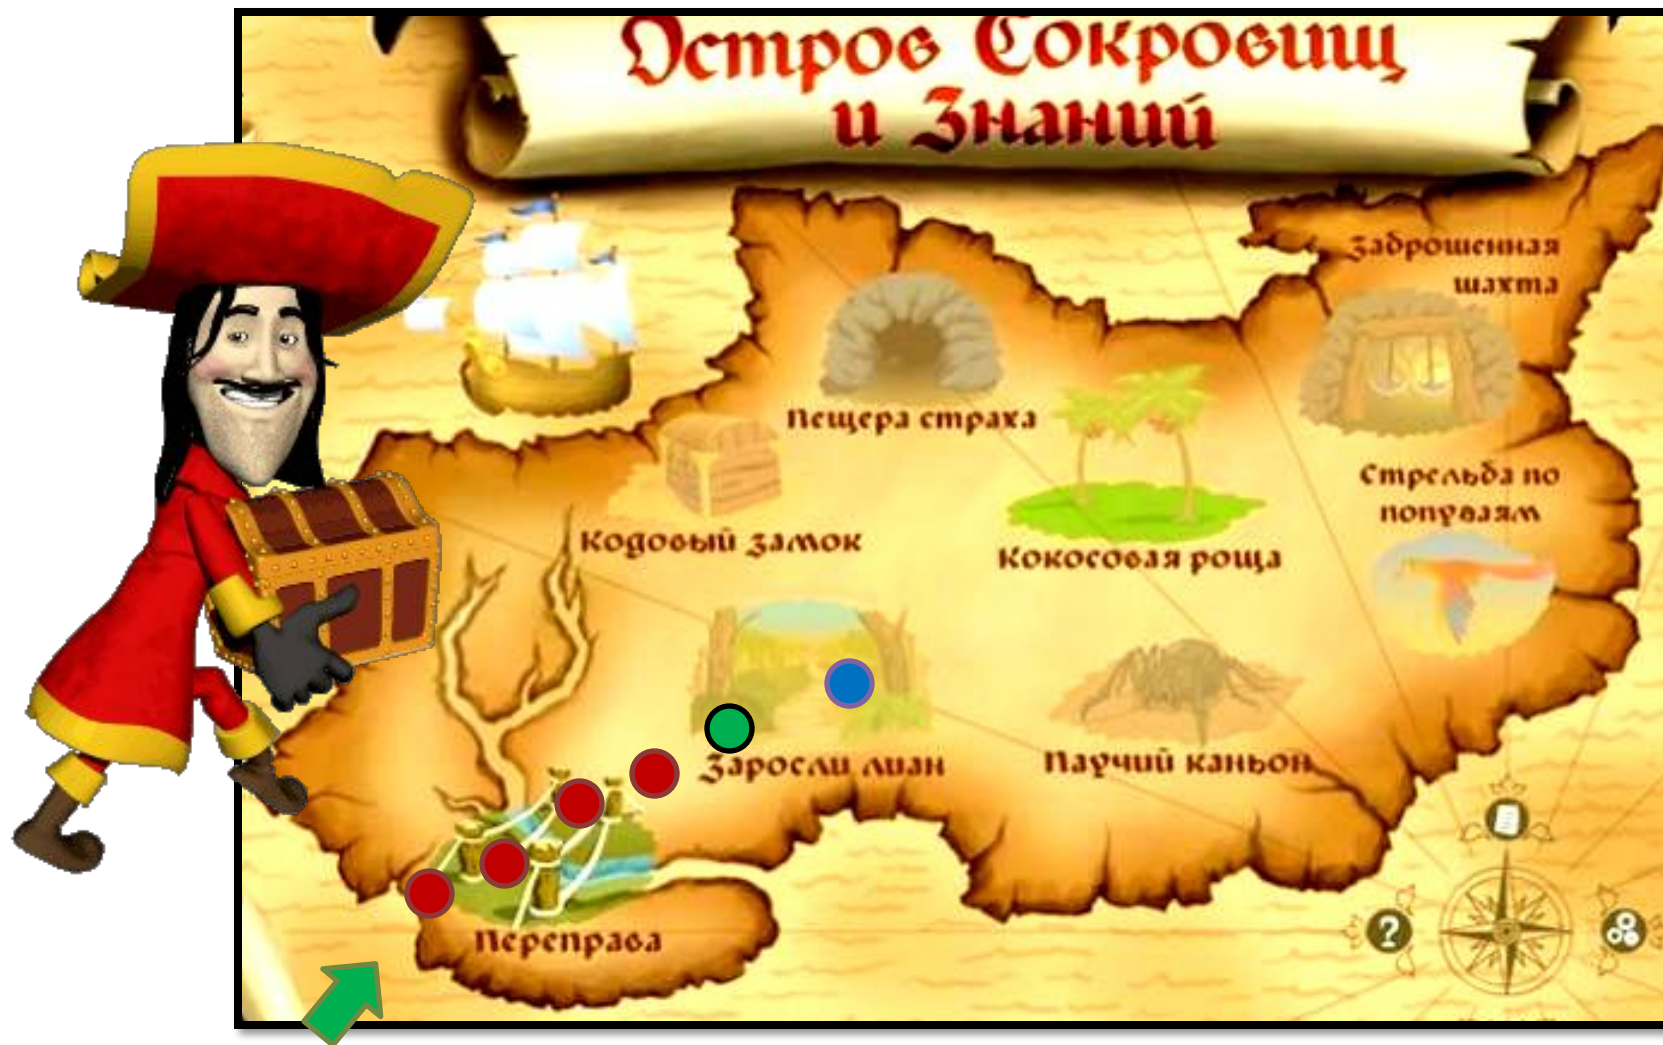 Остров Сокровищ
и Знаний
Заброшенная
шахта
Пещера страха
Стрельба по
попугаям
Кодовый замок
Кокосовая роща
Заросли лиан
Паучий каньон
Переправа
?